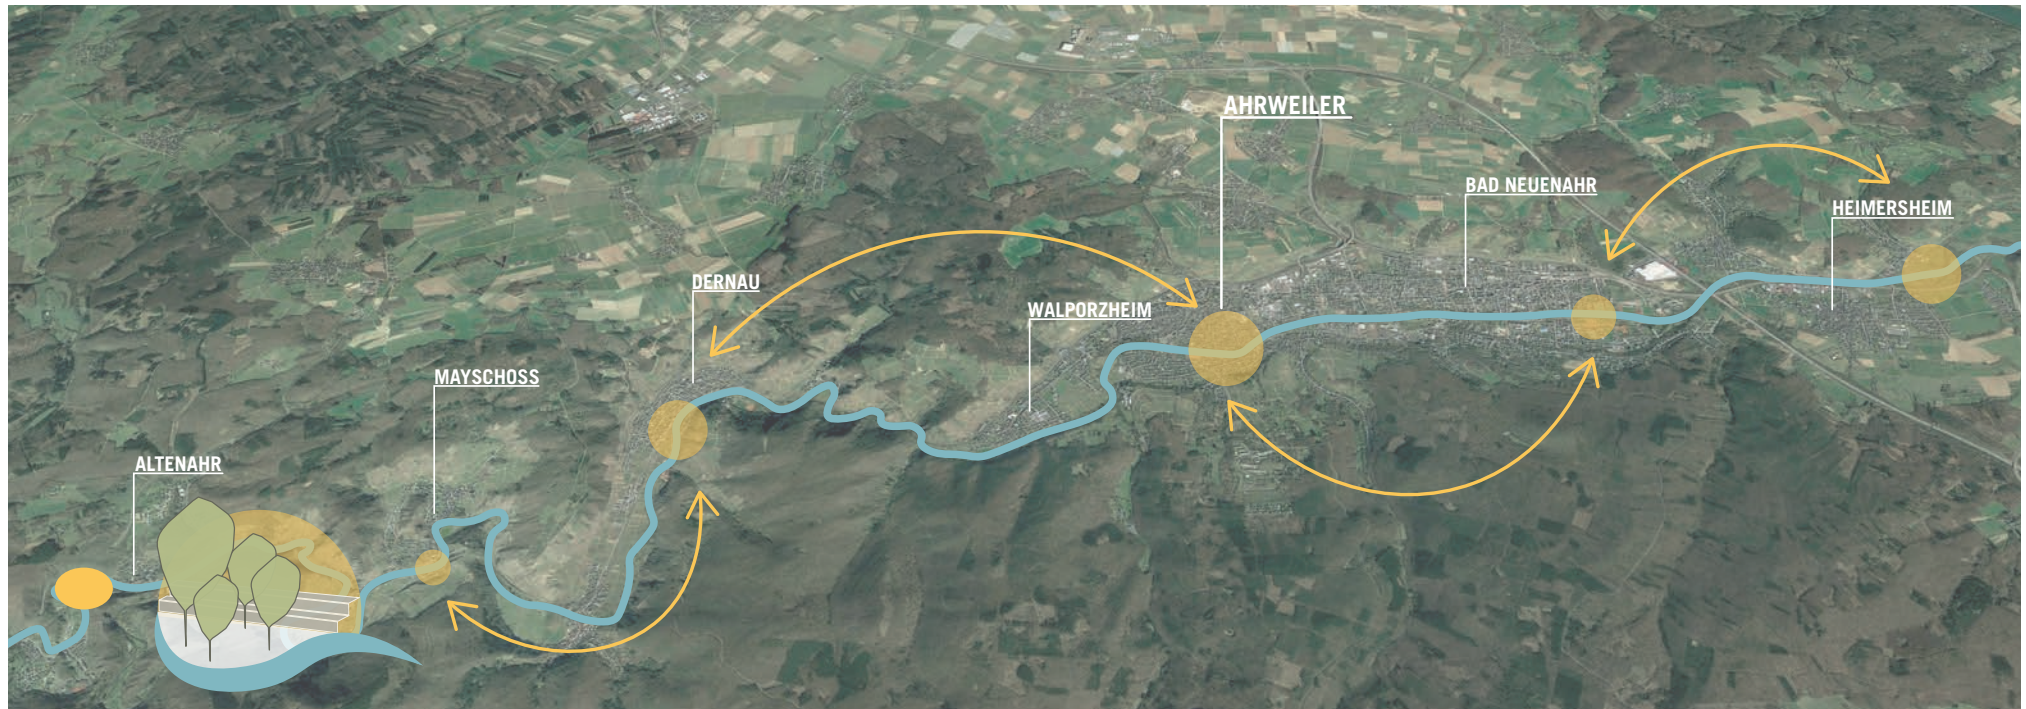 AHRWEILER
BAD NEUENAHR
HEIMERSHEIM
DERNAU
WALPORZHEIM
MAYSCHOSS
ALTENAHR